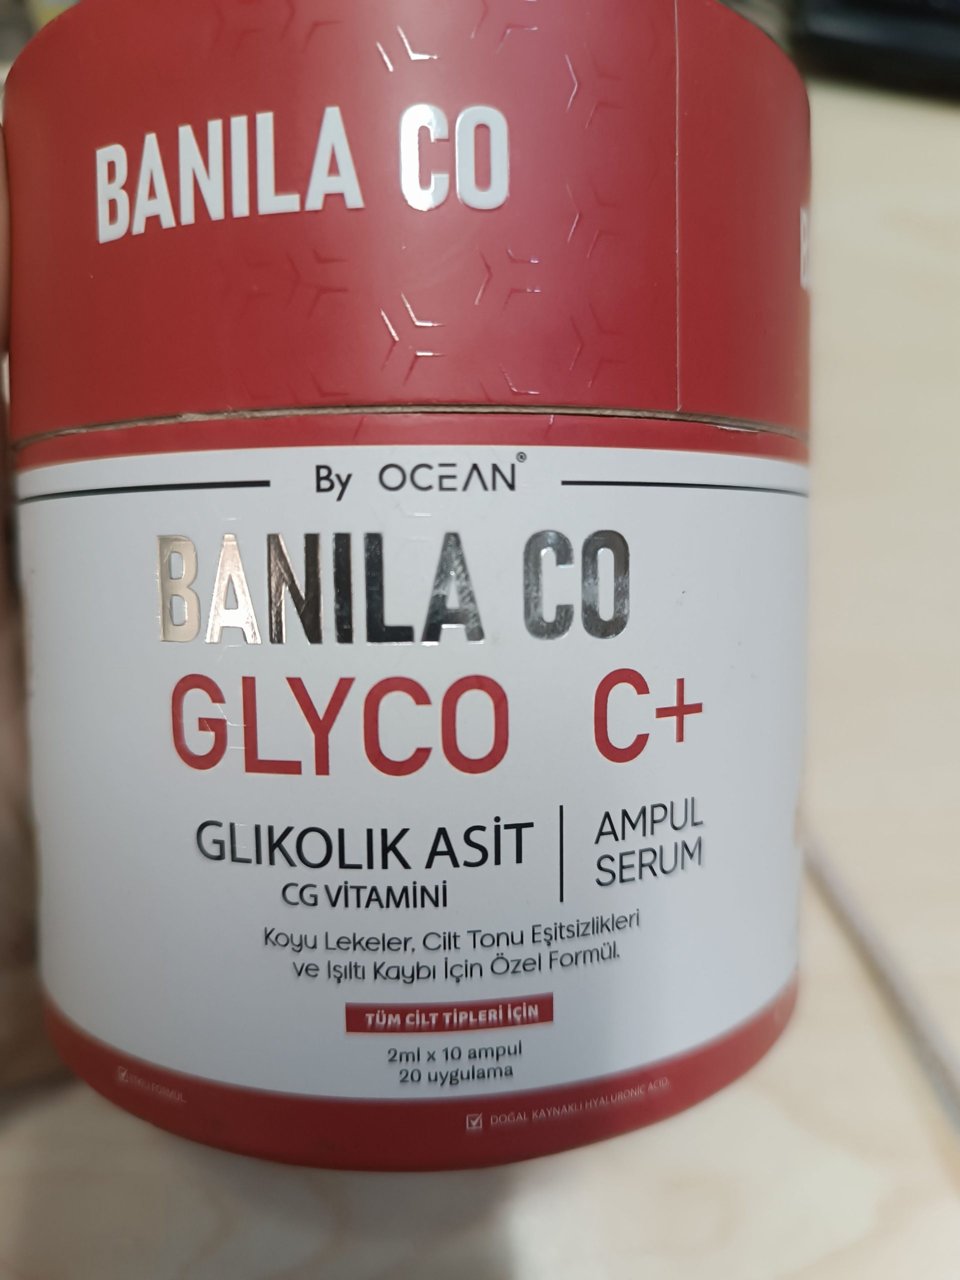 BANILA CO
By OCEAN®
BANILA CO
GLYCO C+
GLIKOLIK ASİT
CG VİTAMİNİ
AMPUL
SERUM
Koyu Lekeler, Cilt Tonu Eşitsizlikleri
ve Işıltı Kaybı İçin Özel Formül.
TÜM CİLT TİPLERİ İÇİN
2ml x 10 ampul
20 uygulama
FORMÜL
DOĞAL KAYNAKLI HYALURONIC ACID